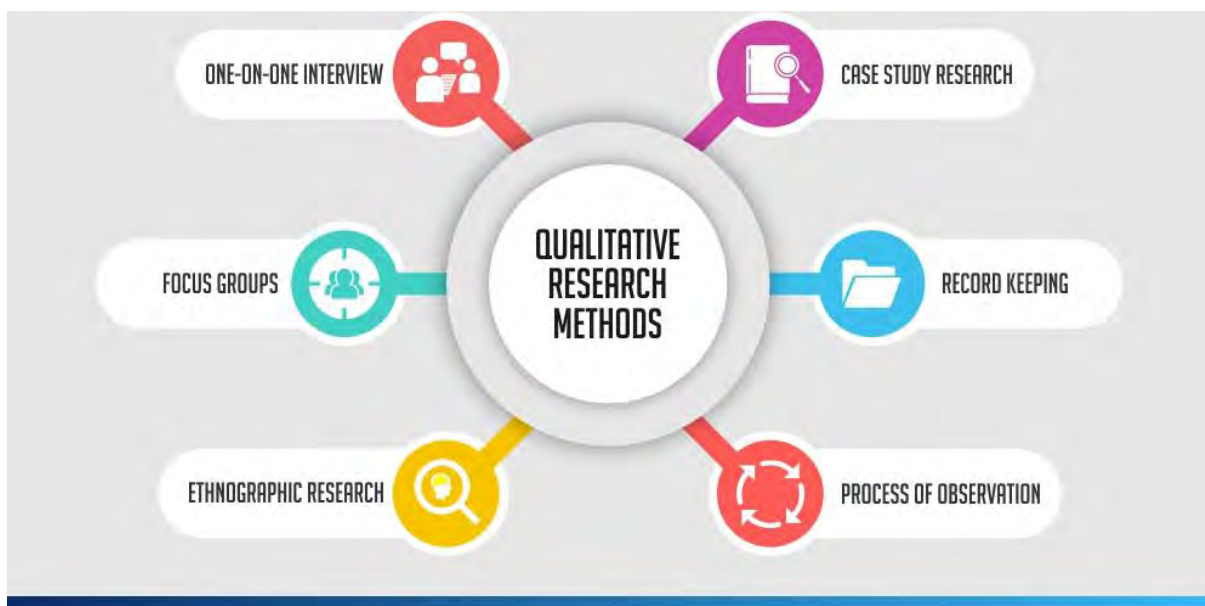 ONE-ON-ONE INTERVIEW
CASE STUDY RESEARCH
QUALITATIVE
RESEARCH
METHODS
FOCUS GROUPS
RECORD KEEPING
ETHNOGRAPHIC RESEARCH
PROCESS OF OBSERVATION